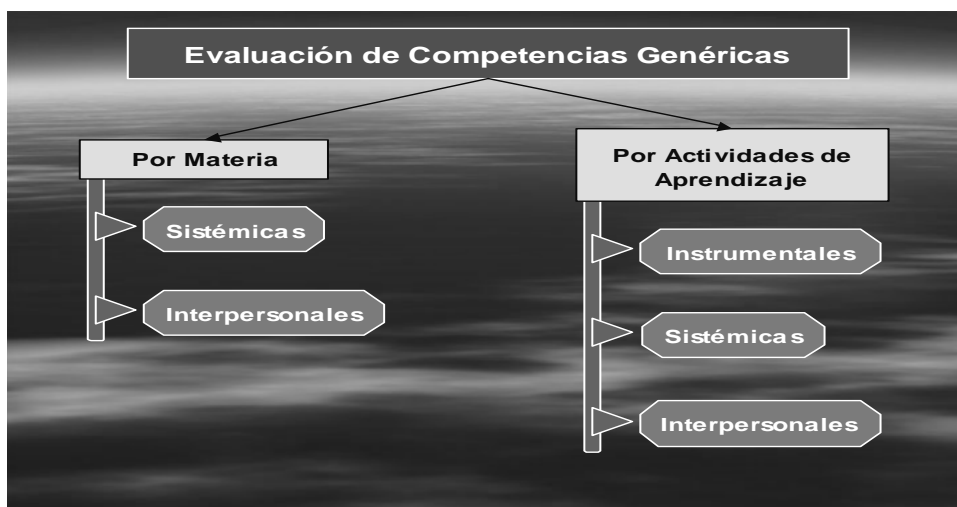 Evaluación de Competencias Genéricas
Por Materia
Sistémicas
Interpersonales
Por Actividades de
Aprendizaje
Instrumentales
Sistémicas
Interpersonales